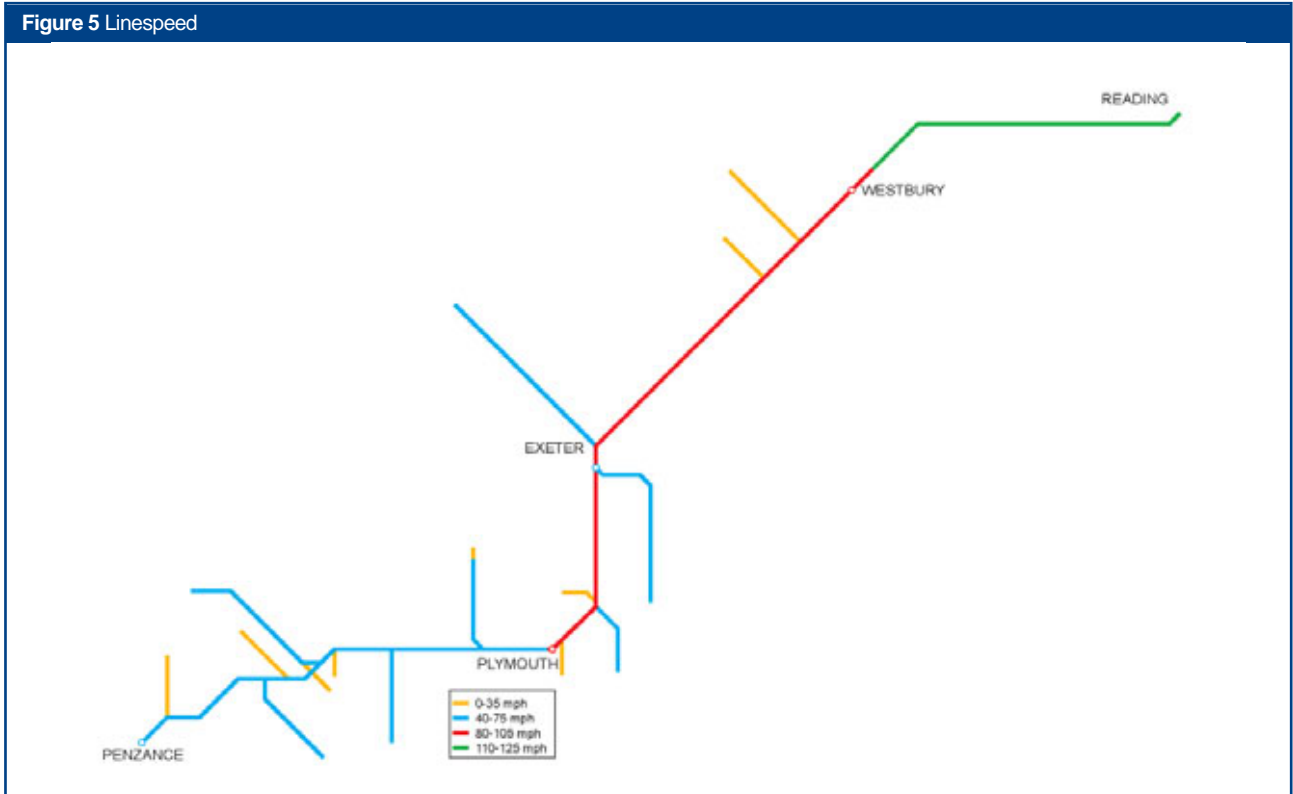 Figure 5 Linespeed
READING
WESTBURY
EXETER
PLYMOUTH
0-35 mph
40-75 mph
80-105 mph
110-125 mph
PENZANCE